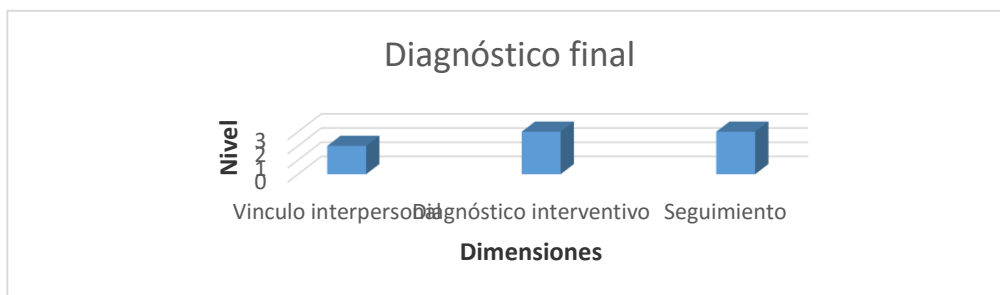 Diagnóstico final
Nivel
3
2
1
0
Vinculo interpersonal Diagnóstico interventivo Seguimiento
Dimensiones